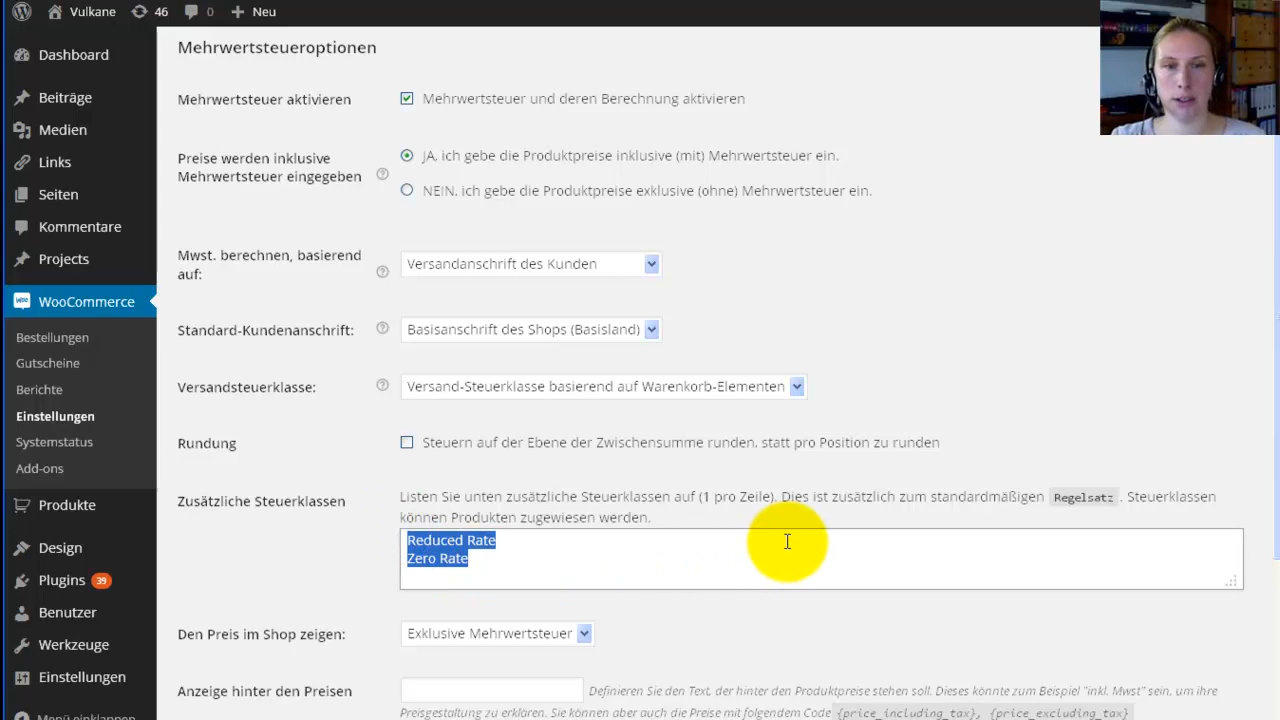 Vulkane 46 0 Neu
Dashboard
Beiträge
Medien
Links
Seiten
Kommentare
Projects
WooCommerce
Bestellungen
Gutscheine
Berichte
Einstellungen
Systemstatus
Add-ons
Produkte
Design
Plugins 39
Benutzer
Werkzeuge
Einstellungen
Menü einklappen
Mehrwertsteueroptionen
Mehrwertsteuer aktivieren
Mehrwertsteuer und deren Berechnung aktivieren
Preise werden inklusive
Mehrwertsteuer eingegeben
JA, ich gebe die Produktpreise inklusive (mit) Mehrwertsteuer ein.
NEIN. ich gebe die Produktpreise exklusive (ohne) Mehrwertsteuer ein.
Mwst. berechnen, basierend
auf:
Versandanschrift des Kunden
Standard-Kundenanschrift:
Basisanschrift des Shops (Basisland)
Versandsteuerklasse:
Versand-Steuerklasse basierend auf Warenkorb-Elementen
Rundung
Steuern auf der Ebene der Zwischensumme runden, statt pro Position zu runden
Zusätzliche Steuerklassen
Listen Sie unten zusätzliche Steuerklassen auf (1 pro Zeile). Dies ist zusätzlich zum standardmäßigen Regelsatz. Steuerklassen
können Produkten zugewiesen werden.
Reduced Rate
Zero Rate
Den Preis im Shop zeigen:
Exklusive Mehrwertsteuer
Anzeige hinter den Preisen
Definieren Sie den Text, der hinter den Produktpreise stehen soll. Dieses könnte zum Beispiel "inkl. Mwst" sein, um ihre
Preisgestaltung zu erklären. Sie können aber auch die Preise mit folgendem Code {price_including_tax}, {price_excluding_tax}